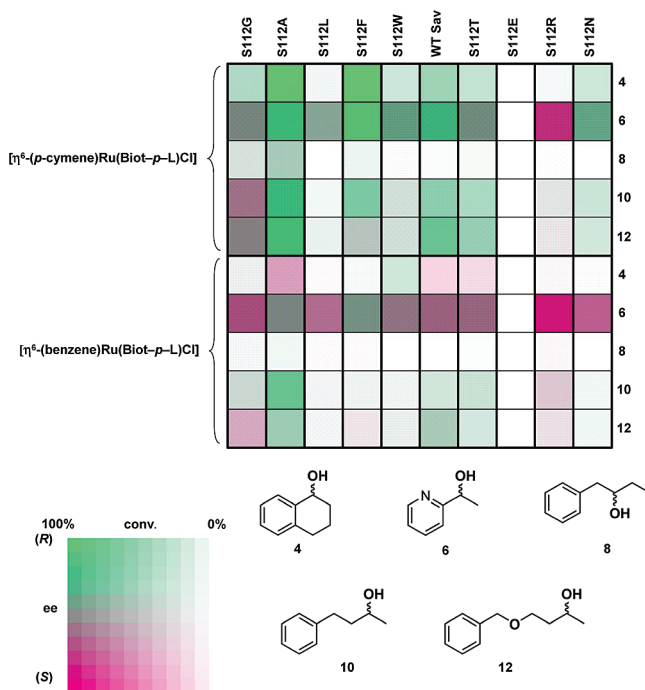 S112G S112A S112L S112F S112W WT Sav S112T S112E S112R S112N
4
6
[η⁶-(p-cymene)Ru(Biot–p–L)Cl] 8
10
12
4
6
[η⁶-(benzene)Ru(Biot–p–L)Cl] 8
10
12
OH OH
N
OH
100% conv. 0% 4 6 8
(R)
ee
OH OH
O
(S)
10 12